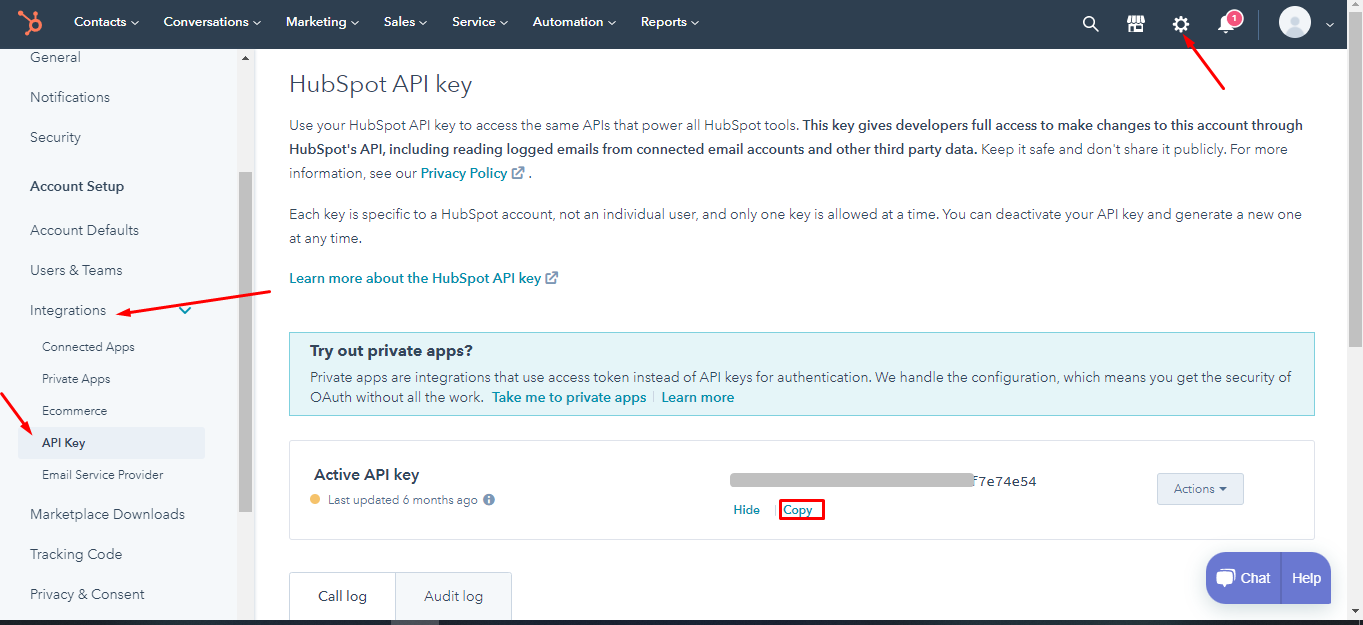 Contacts Conversations Marketing Sales Service Automation Reports 1
General
Notifications
Security
Account Setup
Account Defaults
Users & Teams
Integrations
Connected Apps
Private Apps
Ecommerce
API Key
Email Service Provider
Marketplace Downloads
Tracking Code
Privacy & Consent
HubSpot API key
Use your HubSpot API key to access the same APIs that power all HubSpot tools. This key gives developers full access to make changes to this account through
HubSpot's API, including reading logged emails from connected email accounts and other third party data. Keep it safe and don't share it publicly. For more
information, see our Privacy Policy .
Each key is specific to a HubSpot account, not an individual user, and only one key is allowed at a time. You can deactivate your API key and generate a new one
at any time.
Learn more about the HubSpot API key
Try out private apps?
Private apps are integrations that use access token instead of API keys for authentication. We handle the configuration, which means you get the security of
OAuth without all the work. Take me to private apps Learn more
Active API key
Last updated 6 months ago
f7e74e54
Hide Copy
Actions
Call log Audit log
Chat Help